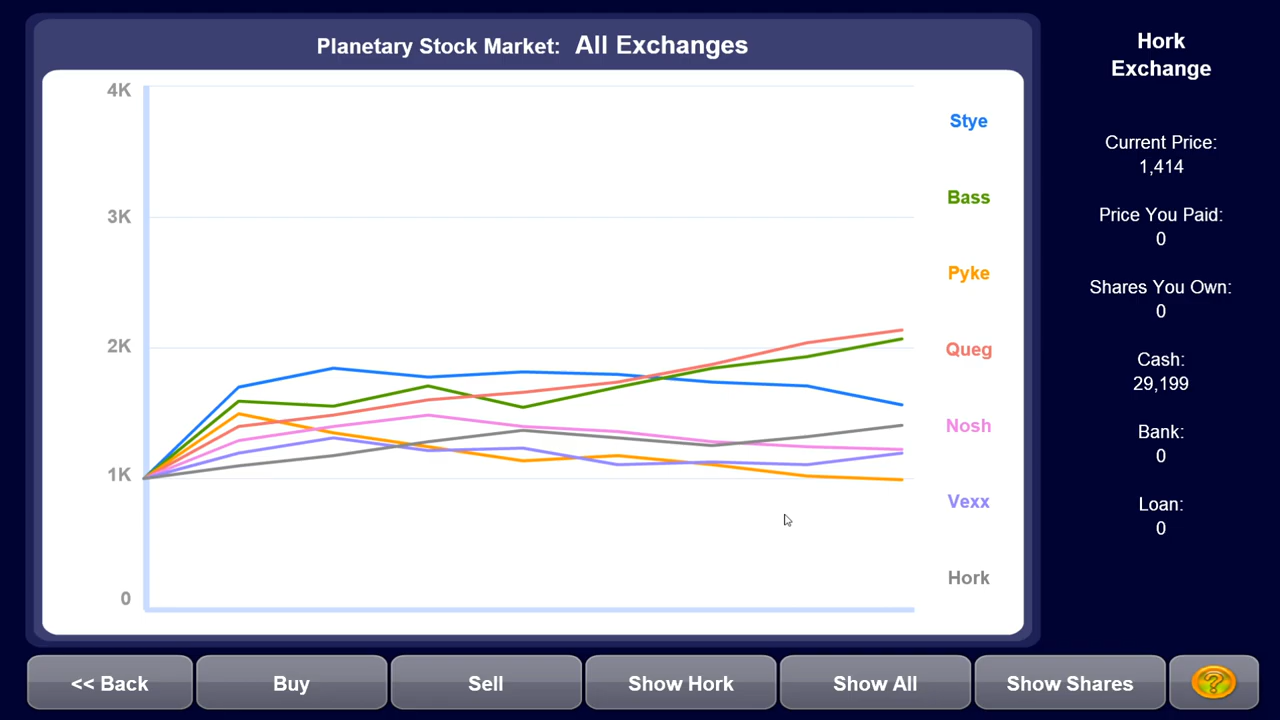 Planetary Stock Market: All Exchanges
4K
3K
2K
1K
0
Stye
Bass
Pyke
Queg
Nosh
Vexx
Hork
Hork
Exchange
Current Price:
1,414
Price You Paid:
0
Shares You Own:
0
Cash:
29,199
Bank:
0
Loan:
0
<< Back
Buy
Sell
Show Hork
Show All
Show Shares
?